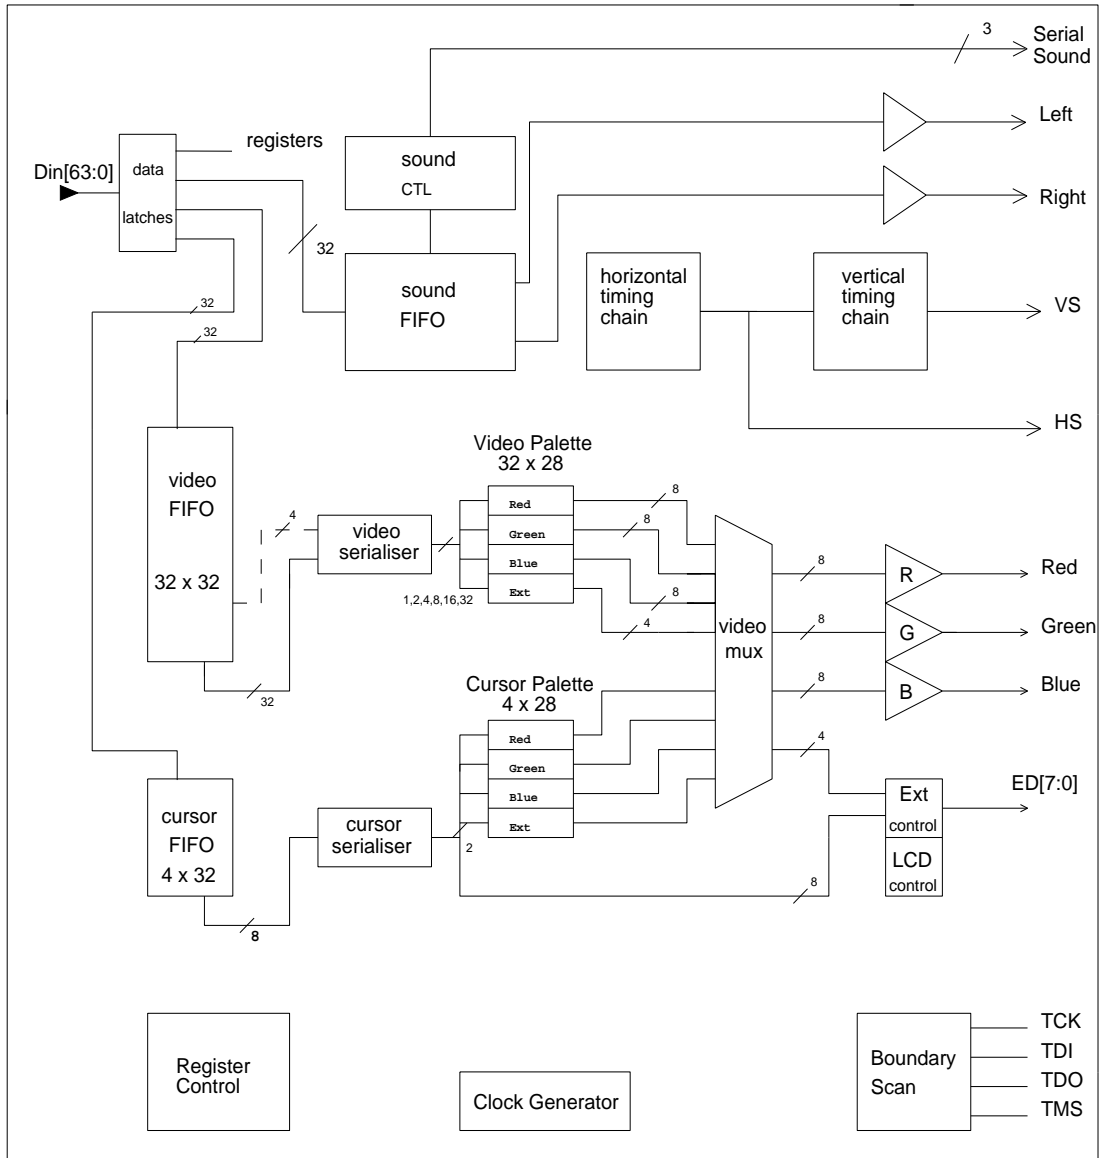 3
Serial
Sound
Left
registers
Din[63:0]
data
latches
sound
CTL
Right
32
sound
FIFO
horizontal
timing
chain
vertical
timing
chain
VS
32
32
HS
Video Palette
32 x 28
video
FIFO
32 x 32
4
video
serialiser
1,2,4,8,16,32
Red
Green
Blue
Ext
8
8
8
4
video
mux
8
R
Red
8
G
Green
8
B
Blue
32
Cursor Palette
4 x 28
Red
Green
Blue
Ext
4
ED[7:0]
Ext
control
LCD
control
cursor
FIFO
4 x 32
cursor
serialiser
2
8
8
Register
Control
Clock Generator
Boundary
Scan
TCK
TDI
TDO
TMS